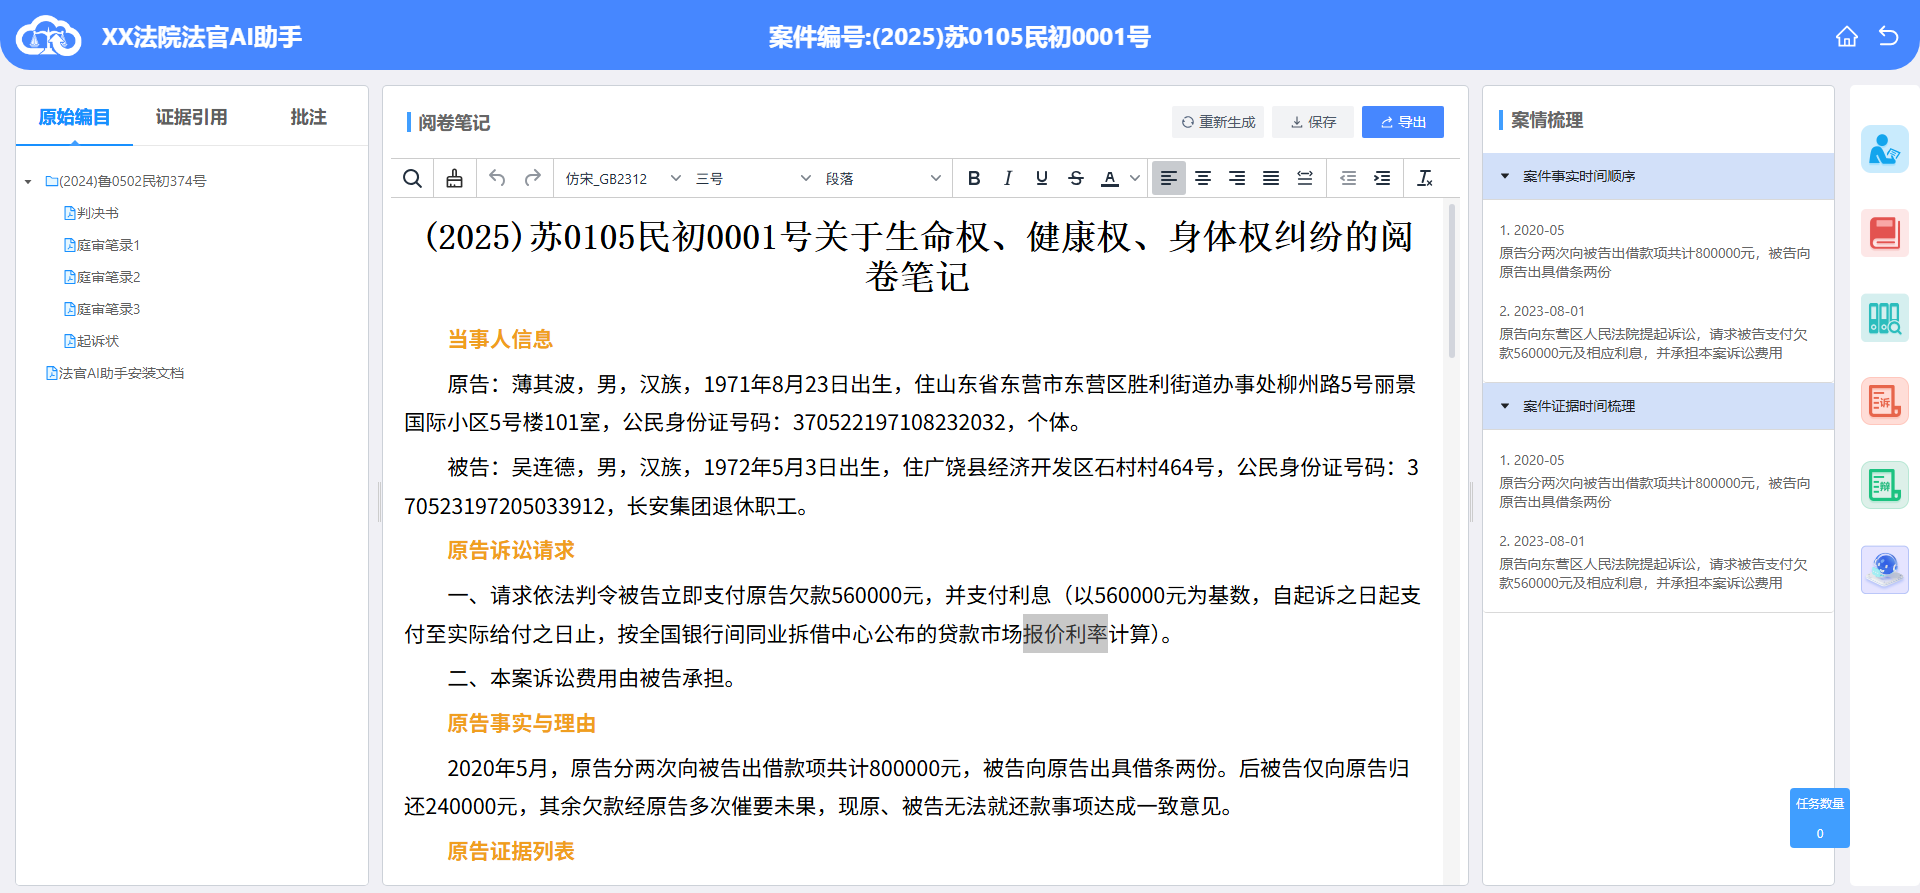 XX法院法官AI助手
案件编号:(2025)苏0105民初0001号
原始编目
证据引用
批注
(2024)鲁0502民初374号
判决书
庭审笔录1
庭审笔录2
庭审笔录3
起诉状
法官AI助手安装文档
阅卷笔记
重新生成
保存
导出
仿宋_GB2312
三号
段落
(2025)苏0105民初0001号关于生命权、健康权、身体权纠纷的阅
卷笔记
当事人信息
原告：薄其波，男，汉族，1971年8月23日出生，住山东省东营市东营区胜利街道办事处柳州路5号丽景
国际小区5号楼101室，公民身份证号码：370522197108232032，个体。
被告：吴连德，男，汉族，1972年5月3日出生，住广饶县经济开发区石村村464号，公民身份证号码：3
70523197205033912，长安集团退休职工。
原告诉讼请求
一、请求依法判令被告立即支付原告欠款560000元，并支付利息（以560000元为基数，自起诉之日起支
付至实际给付之日止，按全国银行间同业拆借中心公布的贷款市场报价利率计算）。
二、本案诉讼费用由被告承担。
原告事实与理由
2020年5月，原告分两次向被告出借款项共计800000元，被告向原告出具借条两份。后被告仅向原告归
还240000元，其余欠款经原告多次催要未果，现原、被告无法就还款事项达成一致意见。
原告证据列表
案情梳理
案件事实时间顺序
1. 2020-05
原告分两次向被告出借款项共计800000元，被告向
原告出具借条两份
2. 2023-08-01
原告向东营区人民法院提起诉讼，请求被告支付欠
款560000元及相应利息，并承担本案诉讼费用
案件证据时间梳理
1. 2020-05
原告分两次向被告出借款项共计800000元，被告向
原告出具借条两份
2. 2023-08-01
原告向东营区人民法院提起诉讼，请求被告支付欠
款560000元及相应利息，并承担本案诉讼费用
诉
辩
任务数量
0